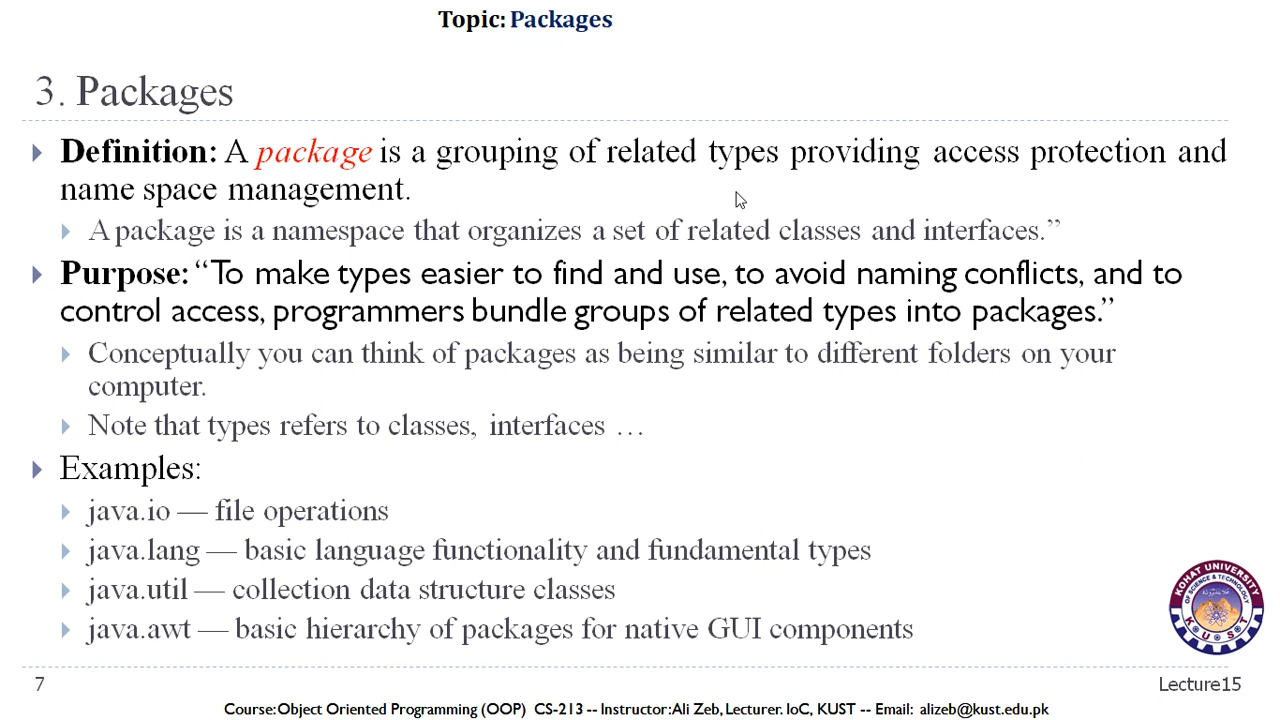 Topic: Packages
3. Packages
Definition: A package is a grouping of related types providing access protection and
name space management.
A package is a namespace that organizes a set of related classes and interfaces.”
Purpose: “To make types easier to find and use, to avoid naming conflicts, and to
control access, programmers bundle groups of related types into packages.”
Conceptually you can think of packages as being similar to different folders on your
computer.
Note that types refers to classes, interfaces …
Examples:
java.io — file operations
java.lang — basic language functionality and fundamental types
java.util — collection data structure classes
java.awt — basic hierarchy of packages for native GUI components
KOHAT UNIVERSITY
OF SCIENCE & TECHNOLOGY
K U S T
7
Lecture15
Course:Object Oriented Programming (OOP) CS-213 -- Instructor:Ali Zeb, Lecturer. IoC, KUST -- Email: alizeb@kust.edu.pk